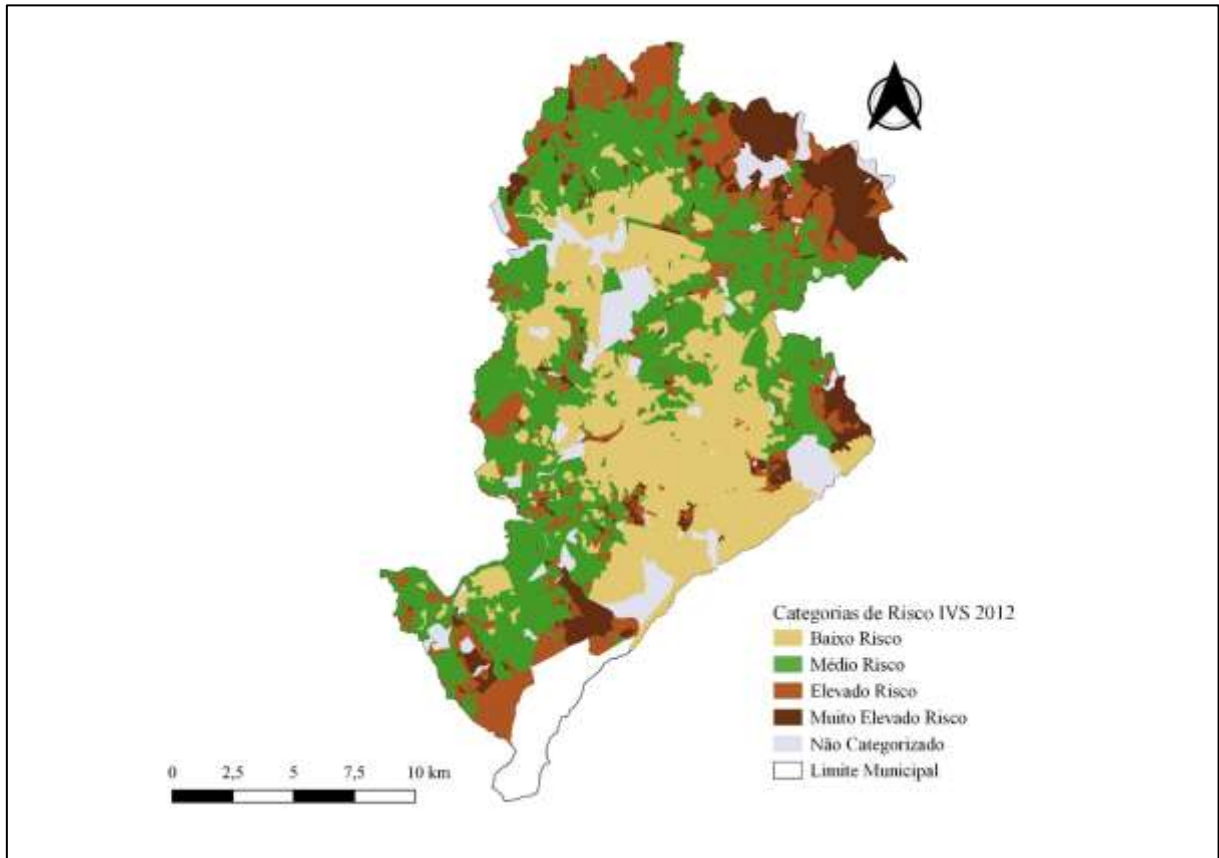 Categorias de Risco IVS 2012
Baixo Risco
Médio Risco
Elevado Risco
Muito Elevado Risco
Não Categorizado
Limite Municipal
0 2,5 5 7,5 10 km